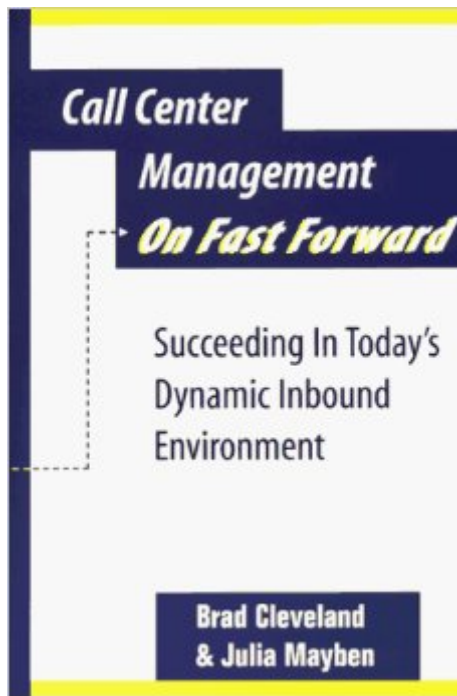 Call Center
Management
On Fast Forward
Succeeding In Today's
Dynamic Inbound
Environment
Brad Cleveland
& Julia Mayben